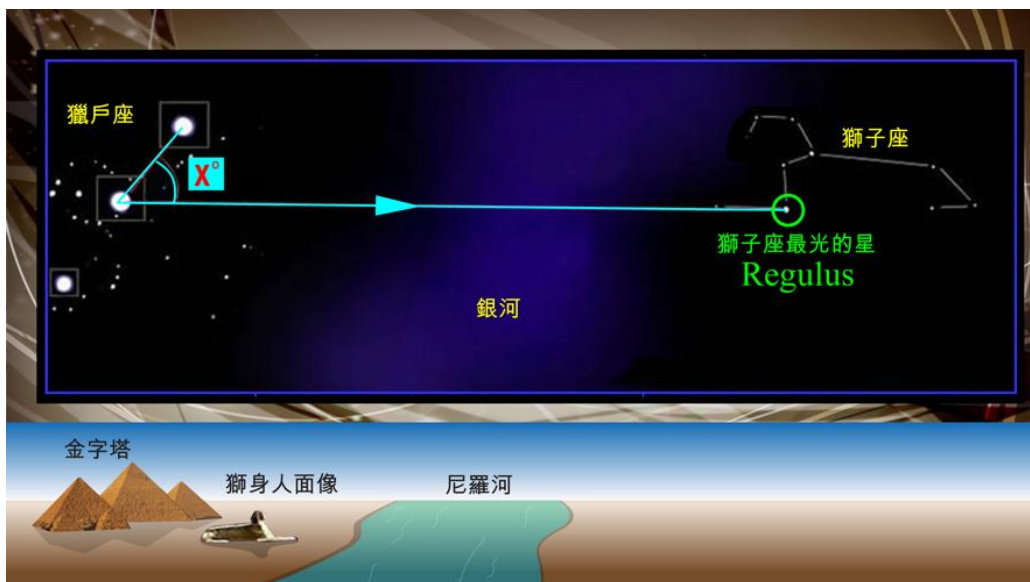 獵戶座
X°
獅子座
獅子座最光的星
Regulus
銀河
金字塔
獅身人面像
尼羅河